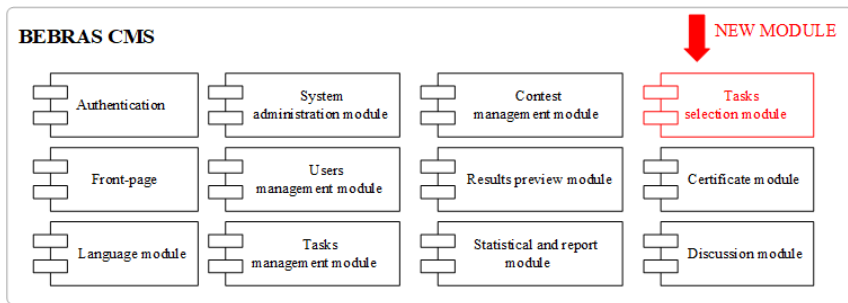 BEBRAS CMS
NEW MODULE
Authentication
System
administration module
Contest
management module
Tasks
selection module
Front-page
Users
management module
Results preview module
Certificate module
Language module
Tasks
management module
Statistical and report
module
Discussion module